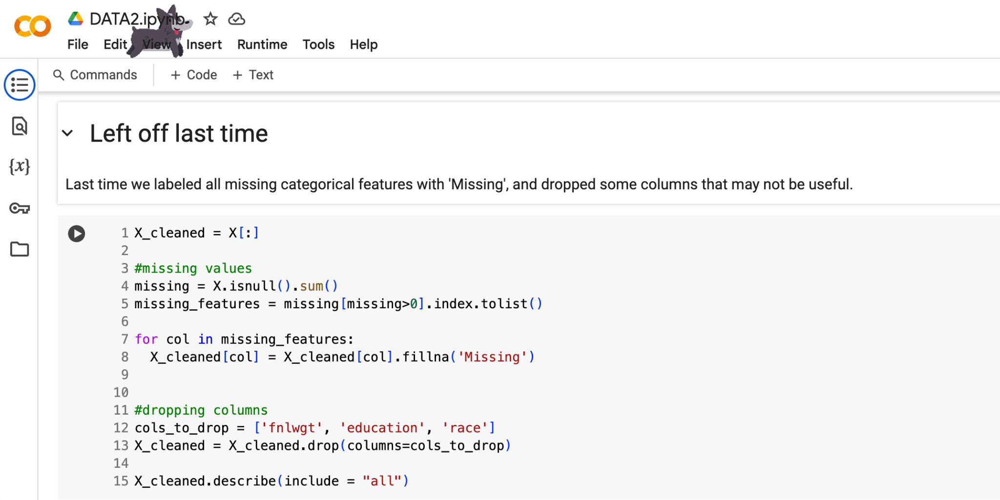 DATA2.ipynb
File Edit View Insert Runtime Tools Help
Commands + Code + Text
Left off last time
Last time we labeled all missing categorical features with 'Missing', and dropped some columns that may not be useful.
1 X_cleaned = X[:]
2
3 #missing values
4 missing = X.isnull().sum()
5 missing_features = missing[missing>0].index.tolist()
6
7 for col in missing_features:
8   X_cleaned[col] = X_cleaned[col].fillna('Missing')
9
10
11 #dropping columns
12 cols_to_drop = ['fnlwgt', 'education', 'race']
13 X_cleaned = X_cleaned.drop(columns=cols_to_drop)
14
15 X_cleaned.describe(include = "all")